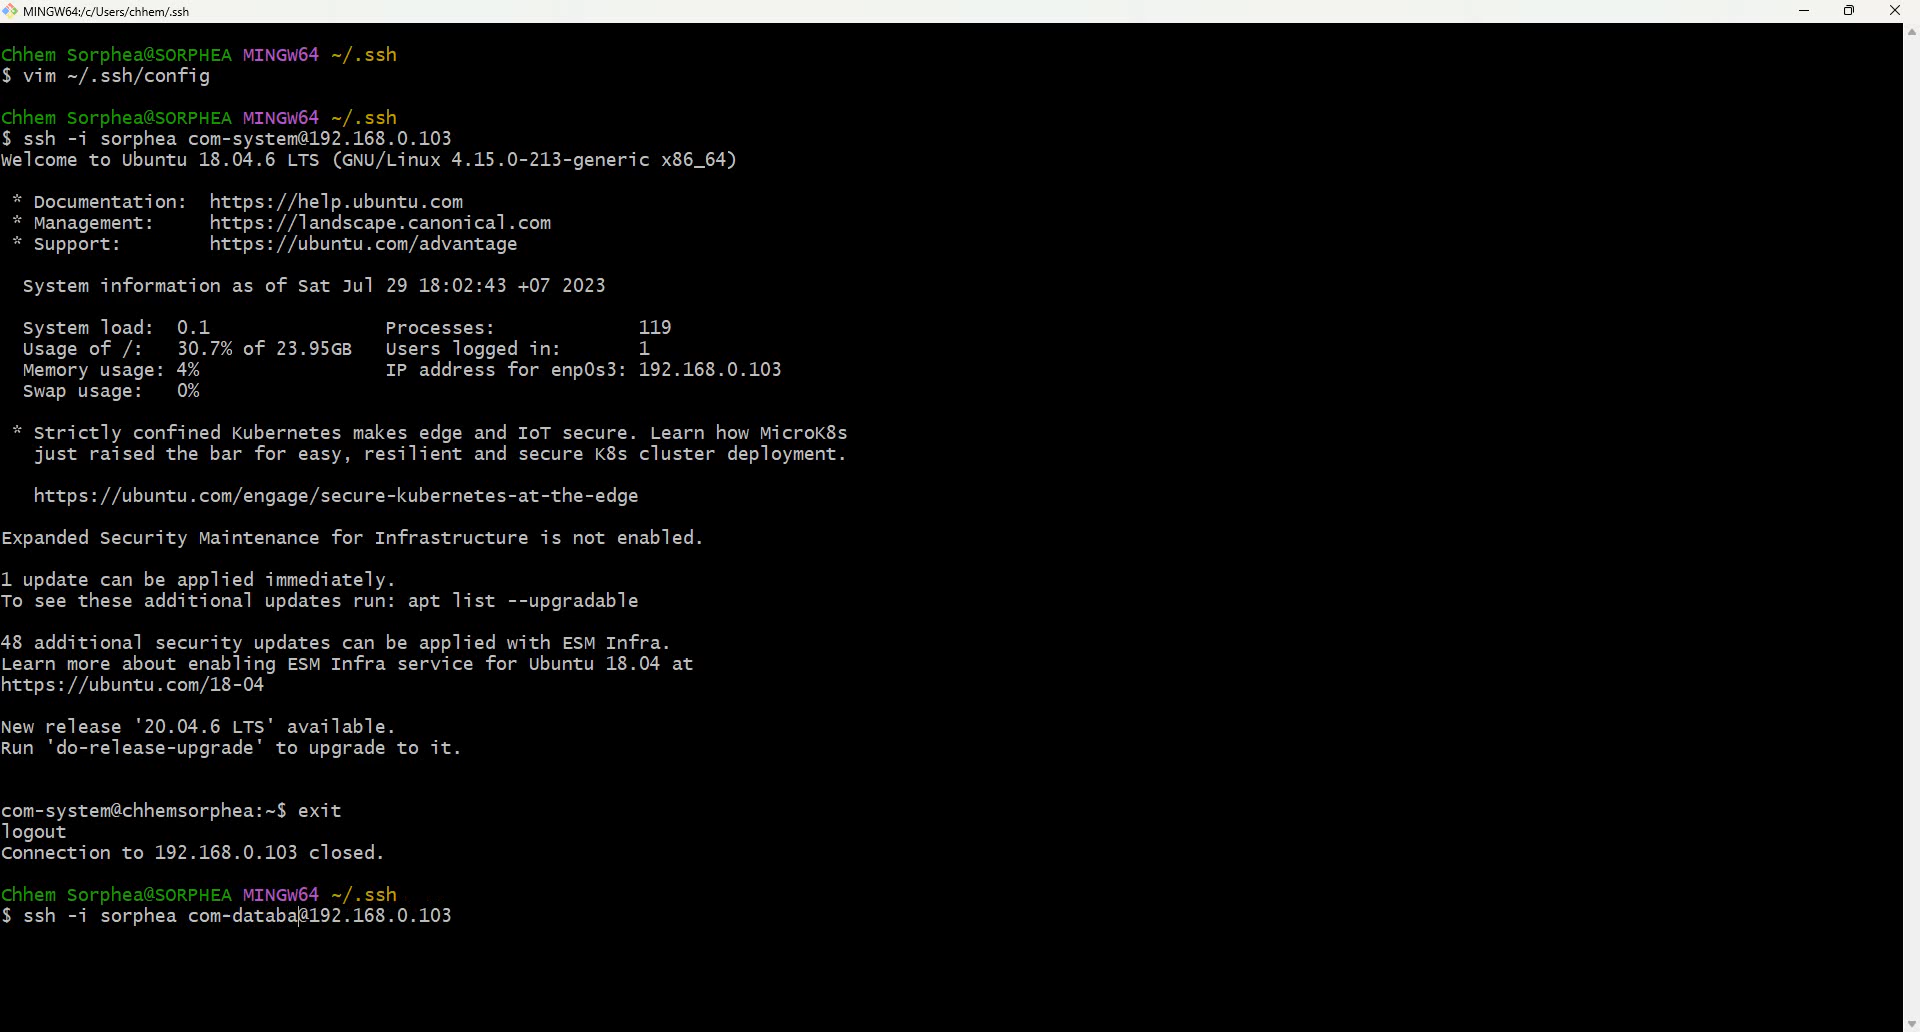 MINGW64:/c/Users/chhem/.ssh
Chhem Sorphea@SORPHEA MINGW64 ~/.ssh
$ vim ~/.ssh/config
Chhem Sorphea@SORPHEA MINGW64 ~/.ssh
$ ssh -i sorphea com-system@192.168.0.103
Welcome to Ubuntu 18.04.6 LTS (GNU/Linux 4.15.0-213-generic x86_64)
* Documentation:  https://help.ubuntu.com
* Management:     https://landscape.canonical.com
* Support:        https://ubuntu.com/advantage
System information as of Sat Jul 29 18:02:43 +07 2023
System load:  0.1                Processes:             119
Usage of /:   30.7% of 23.95GB   Users logged in:       1
Memory usage: 4%                 IP address for enp0s3: 192.168.0.103
Swap usage:   0%
* Strictly confined Kubernetes makes edge and IoT secure. Learn how MicroK8s
just raised the bar for easy, resilient and secure K8s cluster deployment.
https://ubuntu.com/engage/secure-kubernetes-at-the-edge
Expanded Security Maintenance for Infrastructure is not enabled.
1 update can be applied immediately.
To see these additional updates run: apt list --upgradable
48 additional security updates can be applied with ESM Infra.
Learn more about enabling ESM Infra service for Ubuntu 18.04 at
https://ubuntu.com/18-04
New release '20.04.6 LTS' available.
Run 'do-release-upgrade' to upgrade to it.
com-system@chhemsorphea:~$ exit
logout
Connection to 192.168.0.103 closed.
Chhem Sorphea@SORPHEA MINGW64 ~/.ssh
$ ssh -i sorphea com-databa@192.168.0.103